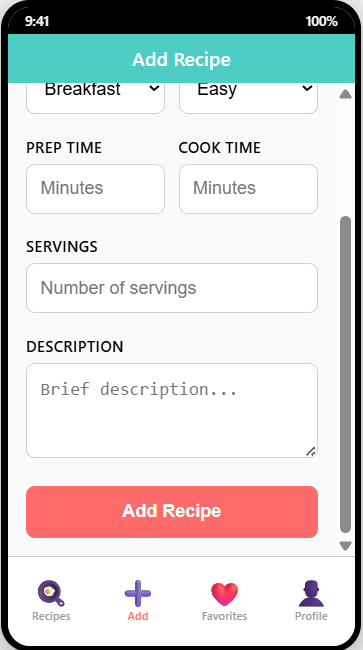 9:41 100%
Add Recipe
Breakfast Easy
PREP TIME COOK TIME
Minutes Minutes
SERVINGS
Number of servings
DESCRIPTION
Brief description...
Add Recipe
Recipes Add Favorites Profile